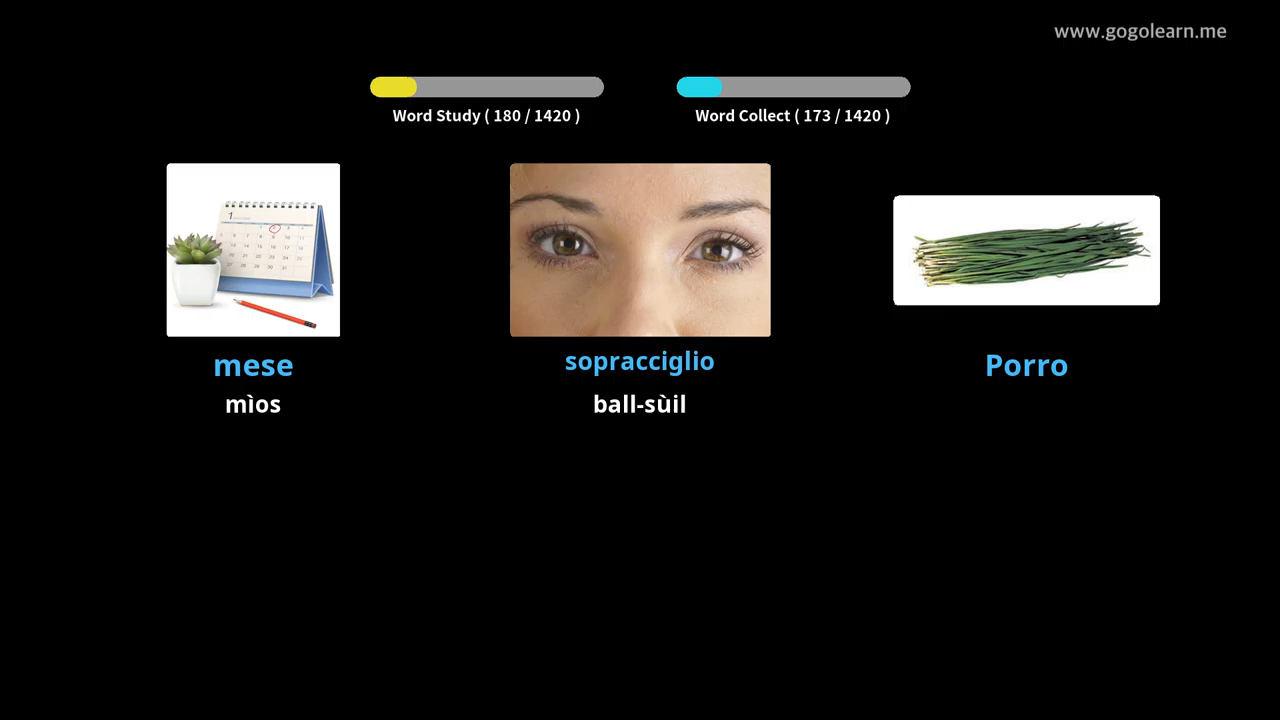 www.gogolearn.me
Word Study ( 180 / 1420 )
Word Collect ( 173 / 1420 )
mese
mìos
sopracciglio
ball-sùil
Porro